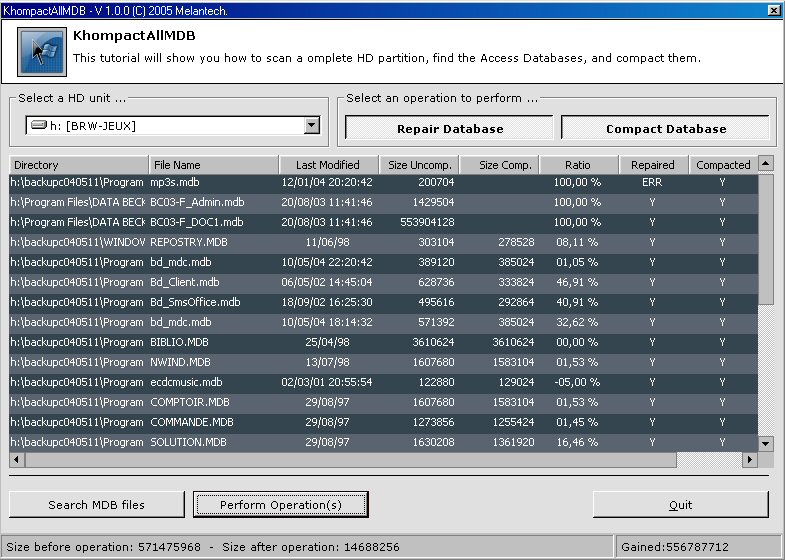 KhompactAllMDB - V 1.0.0 (C) 2005 Melantech.
KhompactAllMDB
This tutorial will show you how to scan a omplete HD partition, find the Access Databases, and compact them.
Select a HD unit ...
Select an operation to perform ...
h: [BRW-JEUX]
Repair Database
Compact Database
Directory File Name Last Modified Size Uncomp. Size Comp. Ratio Repaired Compacted
h:\backupc040511\Program mp3s.mdb 12/01/04 20:20:42 200704 100,00 % ERR Y
h:\Program Files\DATA BECK BC03-F_Admin.mdb 20/08/03 11:41:46 1429504 100,00 % Y Y
h:\Program Files\DATA BECK BC03-F_DOC1.mdb 20/08/03 11:41:46 553904128 100,00 % Y Y
h:\backupc040511\WINDOW REPOSTRY.MDB 11/06/98 303104 278528 08,11 % Y Y
h:\backupc040511\Program Bd_mdc.mdb 10/05/04 22:20:42 389120 385024 01,05 % Y Y
h:\backupc040511\Program Bd_Client.mdb 06/05/02 14:45:04 628736 333824 46,91 % Y Y
h:\backupc040511\Program Bd_SmsOffice.mdb 18/09/02 16:25:30 495616 292864 40,91 % Y Y
h:\backupc040511\Program bd_mdc.mdb 10/05/04 18:14:32 571392 385024 32,62 % Y Y
h:\backupc040511\Program BIBLIO.MDB 25/04/98 3610624 3610624 00,00 % Y Y
h:\backupc040511\Program NWIND.MDB 13/07/98 1607680 1583104 01,53 % Y Y
h:\backupc040511\Program ecdcmusic.mdb 02/03/01 20:55:54 122880 129024 -05,00 % Y Y
h:\backupc040511\Program COMPTOIR.MDB 29/08/97 1607680 1583104 01,53 % Y Y
h:\backupc040511\Program COMMANDE.MDB 29/08/97 1273856 1255424 01,45 % Y Y
h:\backupc040511\Program SOLUTION.MDB 29/08/97 1630208 1361920 16,46 % Y Y
Search MDB files
Perform Operation(s)
Quit
Size before operation: 571475968 - Size after operation: 14688256
Gained:556787712